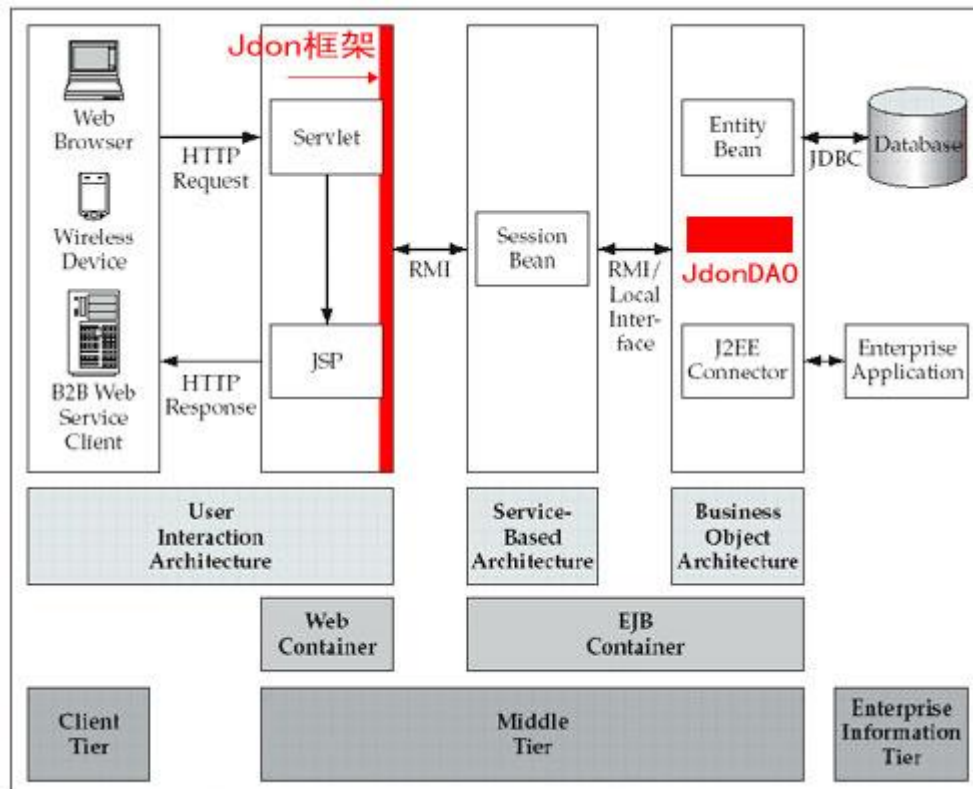 Jdon框架
Web
Browser
HTTP
Request
Servlet
Wireless
Device
B2B Web
Service
Client
HTTP
Response
JSP
RMI
Session
Bean
RMI/
Local
Inter-
face
Entity
Bean
JDBC
Database
JdonDAO
J2EE
Connector
Enterprise
Application
User
Interaction
Architecture
Service-
Based
Architecture
Business
Object
Architecture
Web
Container
EJB
Container
Client
Tier
Middle
Tier
Enterprise
Information
Tier